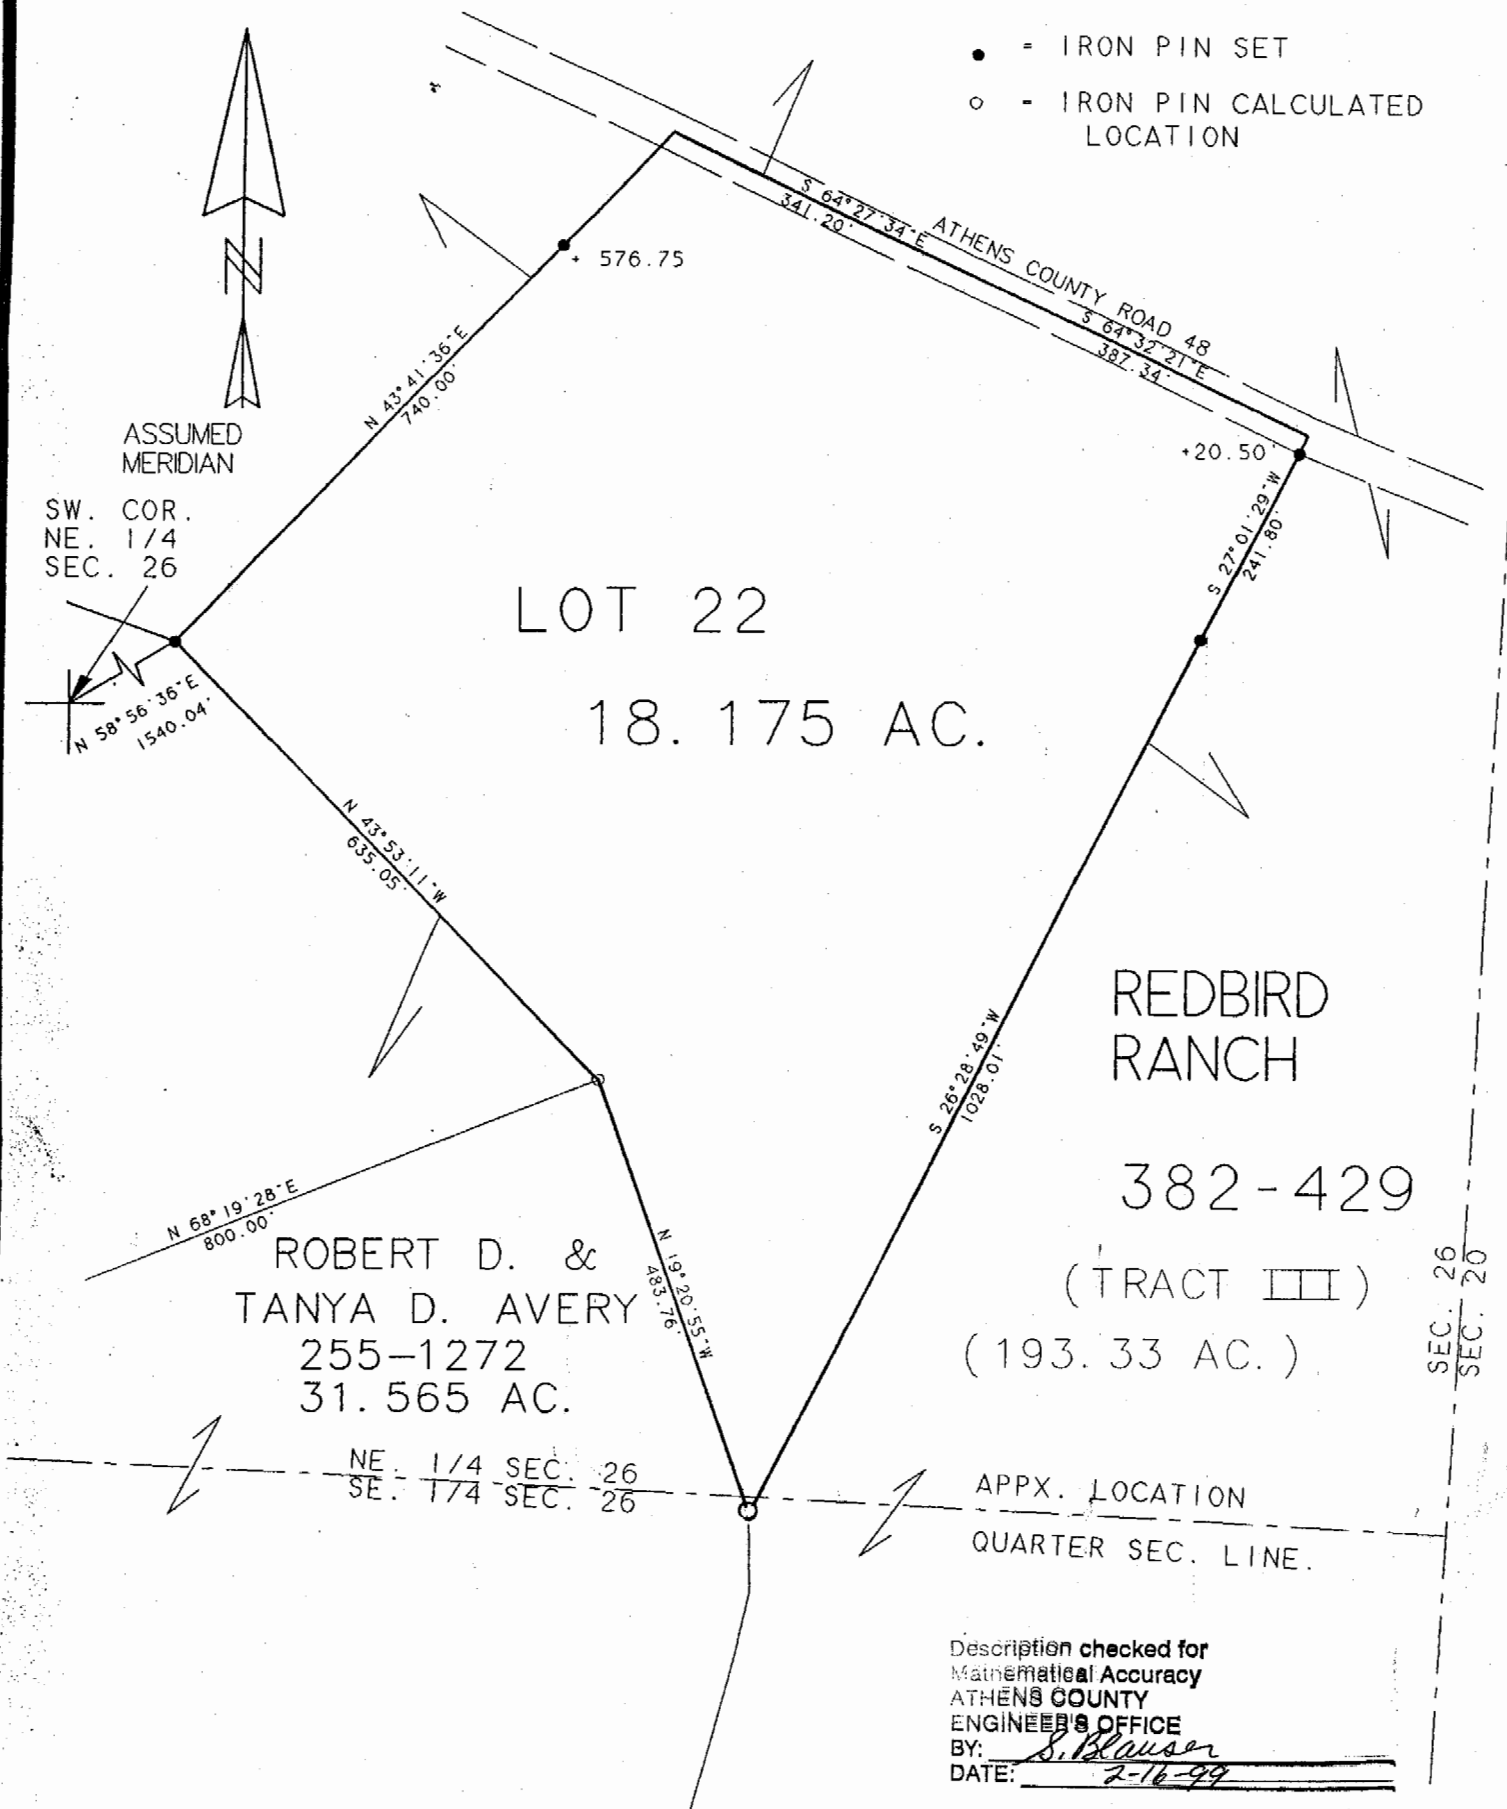 = IRON PIN SET
- IRON PIN CALCULATED
LOCATION
N
S 64°27'34"E
341.20'
ATHENS COUNTY ROAD 48
S 64°32'21"E
387.34'
+ 576.75
N 43°41'36"E
740.00'
ASSUMED
MERIDIAN
+20.50'
S 27°01'29"W
241.80'
SW. COR.
NE. 1/4
SEC. 26
LOT 22
18.175 AC.
N 58°56'36"E
1540.04'
N 43°53'11"W
635.05'
REDBIRD
RANCH
S 26°28'49"W
1028.01'
382-429
(TRACT III)
(193.33 AC.)
N 68°19'28"E
800.00'
ROBERT D. &
TANYA D. AVERY
255-1272
31.565 AC.
N 19°20'55"W
483.76'
SEC. 26
SEC. 20
NE. 1/4 SEC. 26
SE. 1/4 SEC. 26
APPX. LOCATION
QUARTER SEC. LINE.
Description checked for
Mathematical Accuracy
ATHENS COUNTY
ENGINEER'S OFFICE
BY: S. Blauser
DATE: 2-16-99